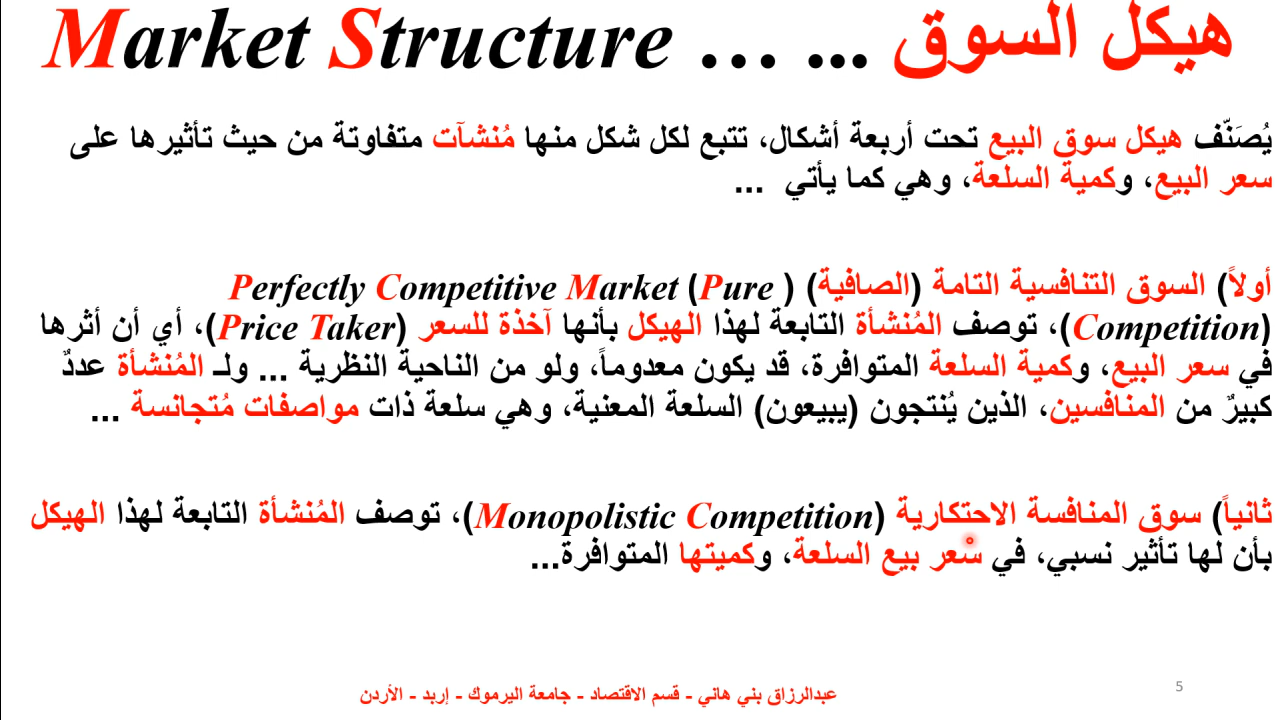 هيكل السوق ... … Market Structure
يُصَنّف هيكل سوق البيع تحت أربعة أشكال، تتبع لكل شكل منها مُنشآت متفاوتة من حيث تأثيرها على
سعر البيع، وكمية السلعة، وهي كما يأتي ...
أولاً) السوق التنافسية التامة (الصافية) ( Perfectly Competitive Market (Pure
Competition))، توصف المُنشأة التابعة لهذا الهيكل بأنها آخذة للسعر (Price Taker)، أي أن أثرها
في سعر البيع، وكمية السلعة المتوافرة، قد يكون معدوماً، ولو من الناحية النظرية ... ولـ المُنشأة عددٌ
كبيرٌ من المنافسين، الذين يُنتجون (يبيعون) السلعة المعنية، وهي سلعة ذات مواصفات مُتجانسة ...
ثانياً) سوق المنافسة الاحتكارية (Monopolistic Competition)، توصف المُنشأة التابعة لهذا الهيكل
بأن لها تأثير نسبي، في سعر بيع السلعة، وكميتها المتوافرة...
عبدالرزاق بني هاني - قسم الاقتصاد - جامعة اليرموك - إربد - الأردن
5